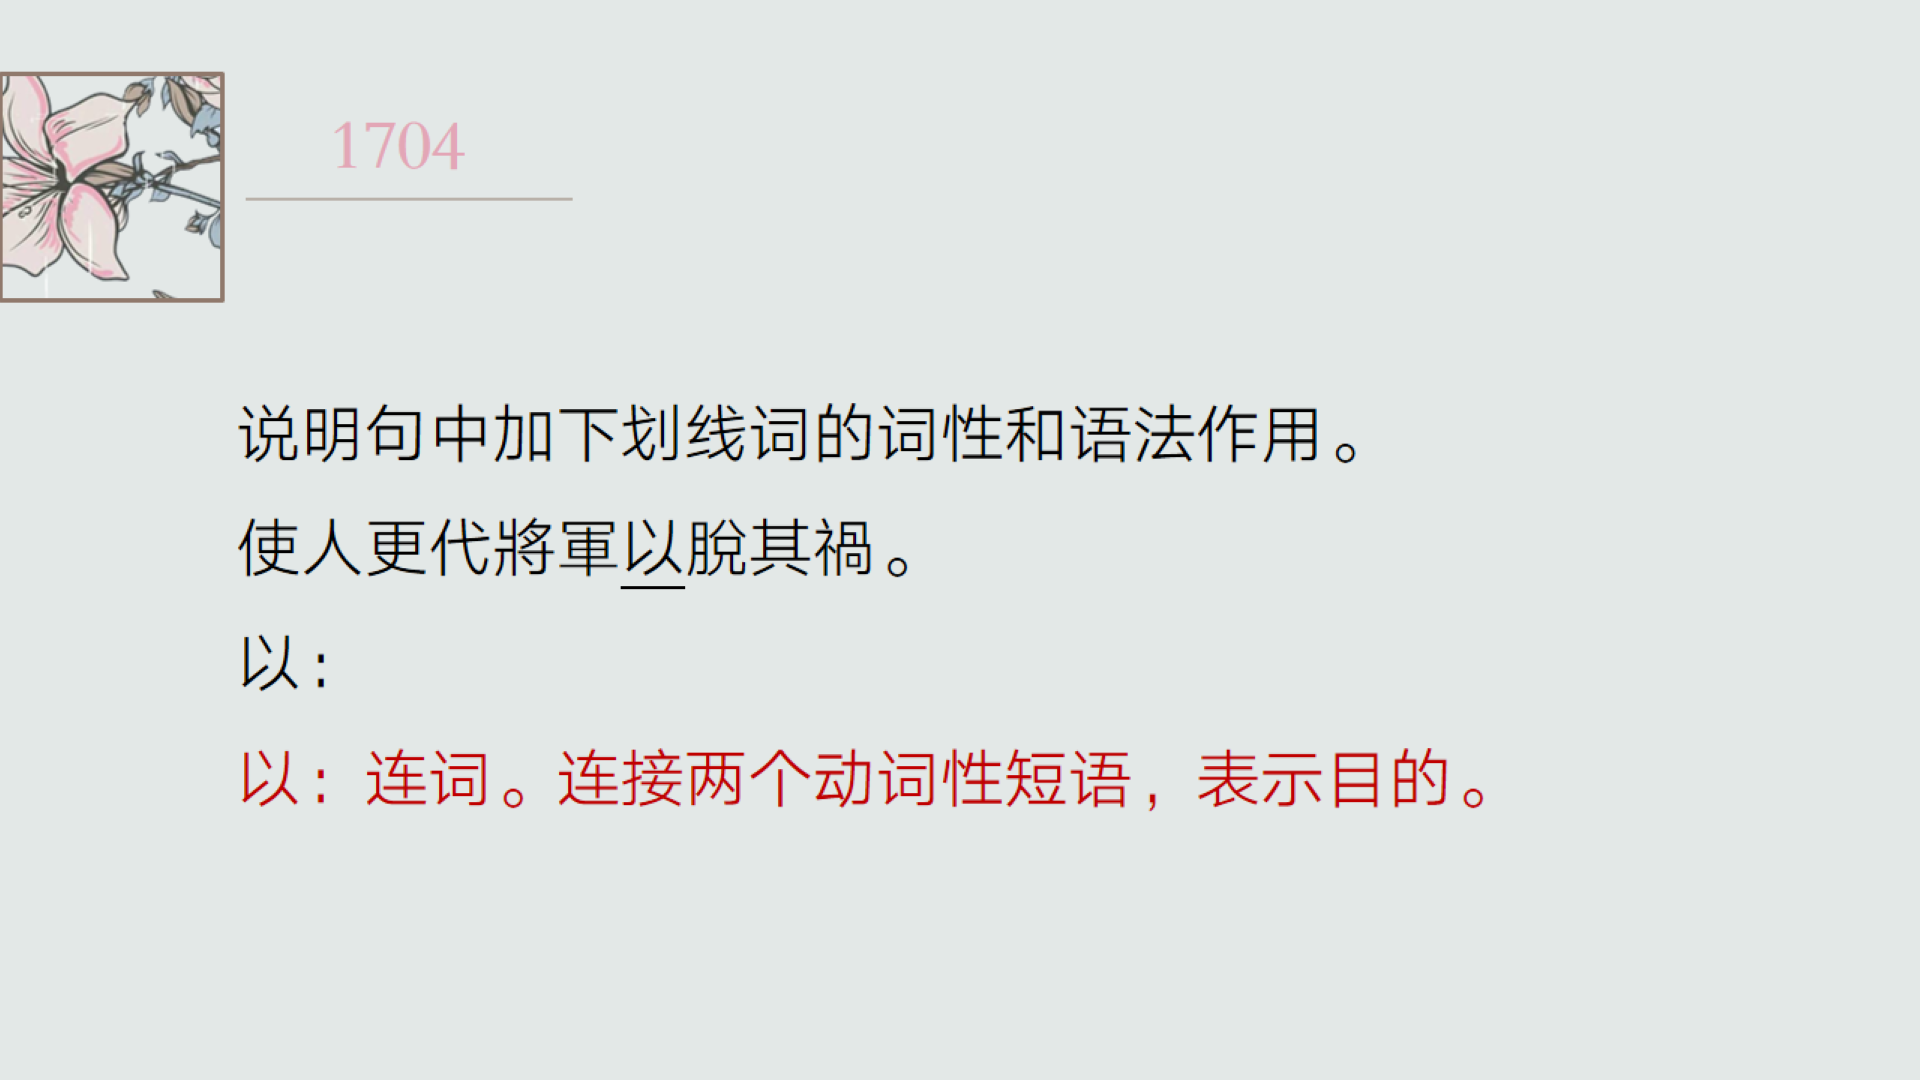 1704
说明句中加下划线词的词性和语法作用。
使人更代將軍以脫其禍。
以：
以：连词。连接两个动词性短语，表示目的。